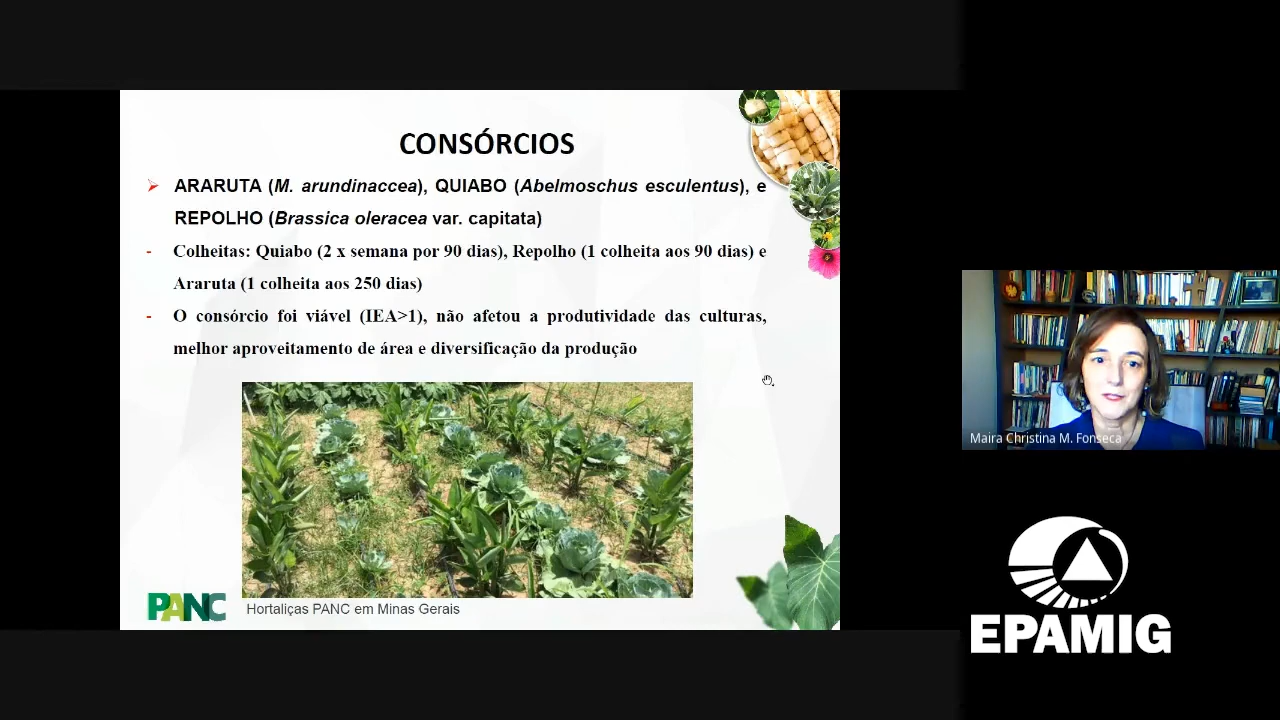 CONSÓRCIOS
ARARUTA (M. arundinaccea), QUIABO (Abelmoschus esculentus), e
REPOLHO (Brassica oleracea var. capitata)
- Colheitas: Quiabo (2 x semana por 90 dias), Repolho (1 colheita aos 90 dias) e
Araruta (1 colheita aos 250 dias)
- O consórcio foi viável (IEA>1), não afetou a produtividade das culturas,
melhor aproveitamento de área e diversificação da produção
PANC
Hortaliças PANC em Minas Gerais
Maira Christina M. Fonseca
EPAMIG